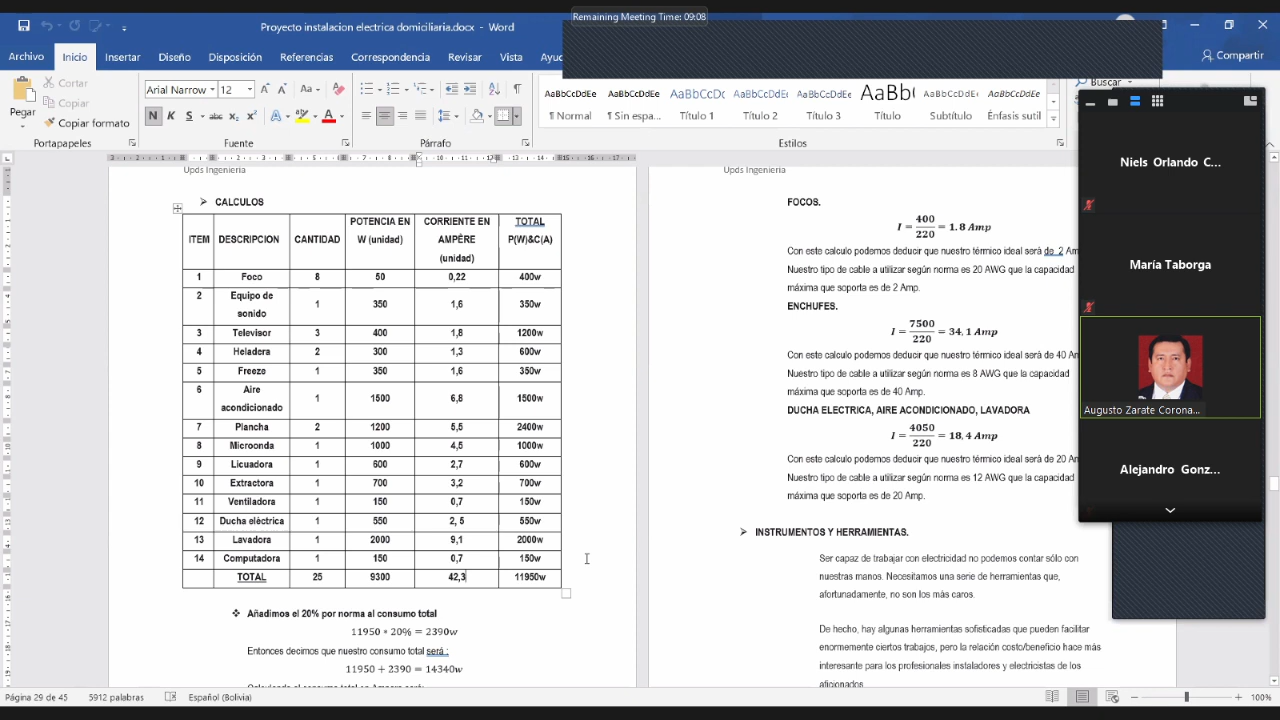 Remaining Meeting Time: 09:08
Proyecto instalacion electrica domiciliaria.docx - Word
Archivo Inicio Insertar Diseño Disposición Referencias Correspondencia Revisar Vista
Compartir
Cortar
Copiar
Copiar formato
Pegar
Arial Narrow 12
N K S abc x₂ x²
AaBbCcDc AaBbCcDc AaBbCcDc AaBbCcDdE AaBbCcDdE AaBb( AaBbCcDdE AaBbCcDdE
¶ Normal ¶ Sin espa... Título 1 Título 2 Título 3 Título Subtítulo Énfasis sutil
Buscar
Portapapeles Fuente Párrafo Estilos
Upds Ingenieria
CALCULOS
ITEM DESCRIPCION CANTIDAD POTENCIA EN W (unidad) CORRIENTE EN AMPÈRE (unidad) TOTAL P(W)&C(A)
1 Foco 8 50 0,22 400w
2 Equipo de sonido 1 350 1,6 350w
3 Televisor 3 400 1,8 1200w
4 Heladera 2 300 1,3 600w
5 Freeze 1 350 1,6 350w
6 Aire acondicionado 1 1500 6,8 1500w
7 Plancha 2 1200 5,5 2400w
8 Microonda 1 1000 4,5 1000w
9 Licuadora 1 600 2,7 600w
10 Extractora 1 700 3,2 700w
11 Ventiladora 1 150 0,7 150w
12 Ducha eléctrica 1 550 2, 5 550w
13 Lavadora 1 2000 9,1 2000w
14 Computadora 1 150 0,7 150w
TOTAL 25 9300 42,3 11950w
Añadimos el 20% por norma al consumo total
11950 * 20% = 2390w
Entonces decimos que nuestro consumo total será :
11950 + 2390 = 14340w
Upds Ingenieria
FOCOS.
I = 400/220 = 1,8 Amp
Con este calculo podemos deducir que nuestro térmico ideal será de 2 Am
Nuestro tipo de cable a utilizar según norma es 20 AWG que la capacidad
máxima que soporta es de 2 Amp.
ENCHUFES.
I = 7500/220 = 34,1 Amp
Con este calculo podemos deducir que nuestro térmico ideal será de 40 An
Nuestro tipo de cable a utilizar según norma es 8 AWG que la capacidad
máxima que soporta es de 40 Amp.
DUCHA ELECTRICA, AIRE ACONDICIONADO, LAVADORA
I = 4050/220 = 18,4 Amp
Con este calculo podemos deducir que nuestro térmico ideal será de 20 Am
Nuestro tipo de cable a utilizar según norma es 12 AWG que la capacidad
máxima que soporta es de 20 Amp.
INSTRUMENTOS Y HERRAMIENTAS.
Ser capaz de trabajar con electricidad no podemos contar sólo con
nuestras manos. Necesitamos una serie de herramientas que,
afortunadamente, no son los más caros.
De hecho, hay algunas herramientas sofisticadas que pueden facilitar
enormemente ciertos trabajos, pero la relación costo/beneficio hace más
interesante para los profesionales instaladores y electricistas de los
aficionados.
Niels Orlando C...
María Taborga
Augusto Zarate Corona...
Alejandro Gonz...
Página 29 de 45 5912 palabras Español (Bolivia) 100%